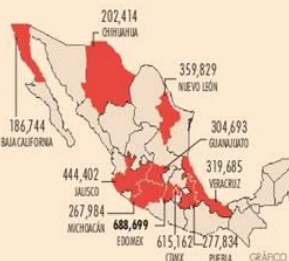 202,414
CHIHUAHUA
359,829
NUEVO LEÓN
186,744
BAJA CALIFORNIA
304,693
GUANAJUATO
319,685
VERACRUZ
444,402
JALISCO
267,984
MICHOACÁN
688,699
EDOMEX
615,162
CDMX
277,834
PUEBLA
GRÁFICO